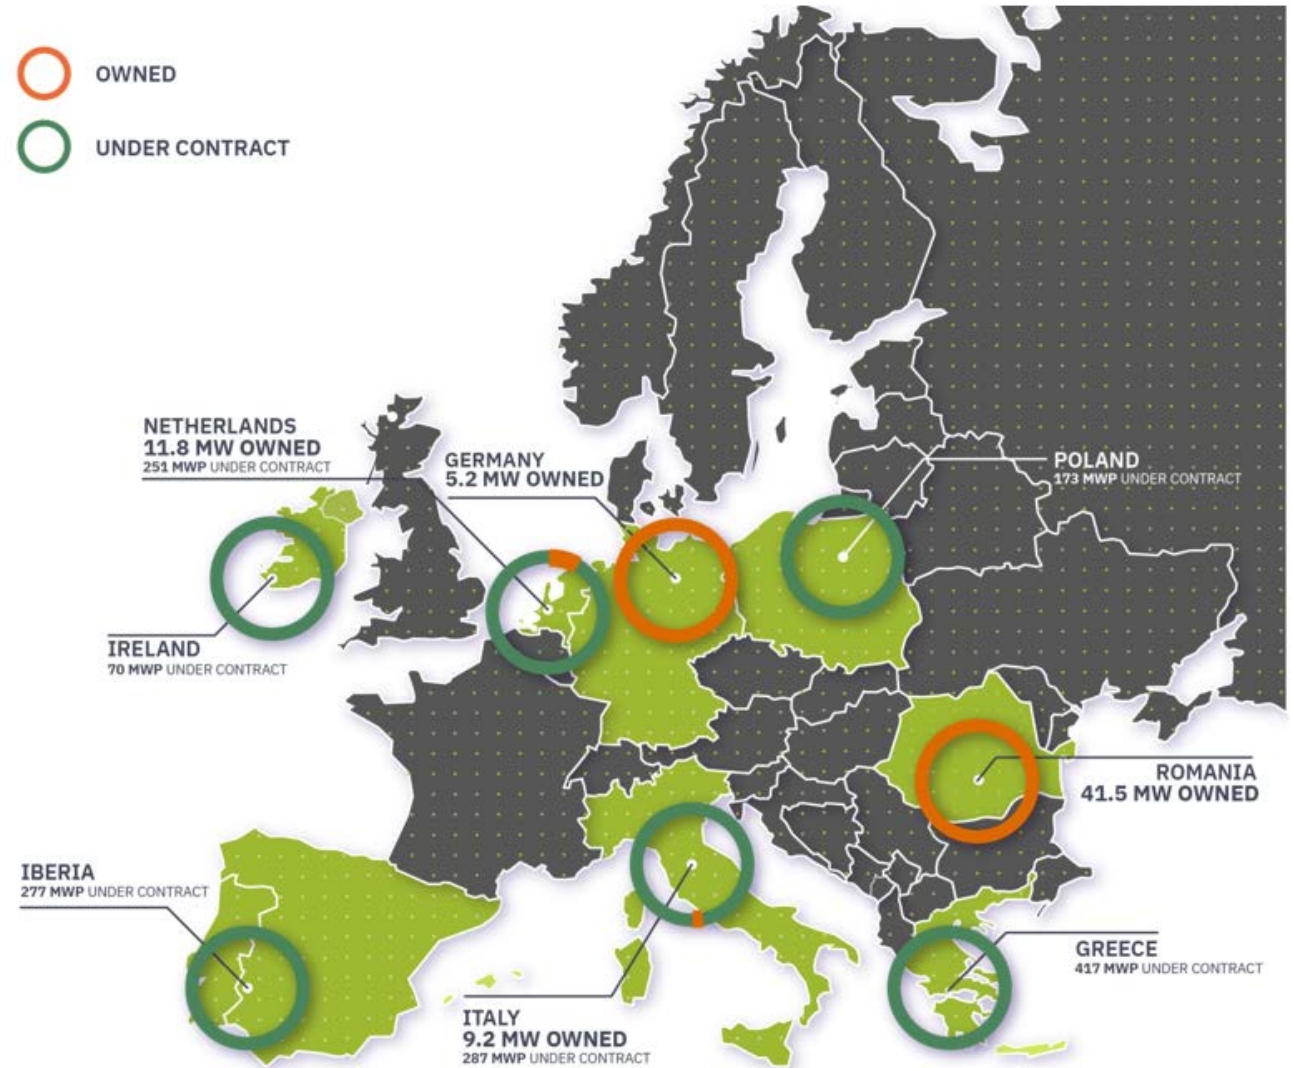 OWNED
UNDER CONTRACT
NETHERLANDS
11.8 MW OWNED
251 MWP UNDER CONTRACT
GERMANY
5.2 MW OWNED
POLAND
173 MWP UNDER CONTRACT
IRELAND
70 MWP UNDER CONTRACT
ROMANIA
41.5 MW OWNED
IBERIA
277 MWP UNDER CONTRACT
GREECE
417 MWP UNDER CONTRACT
ITALY
9.2 MW OWNED
287 MWP UNDER CONTRACT